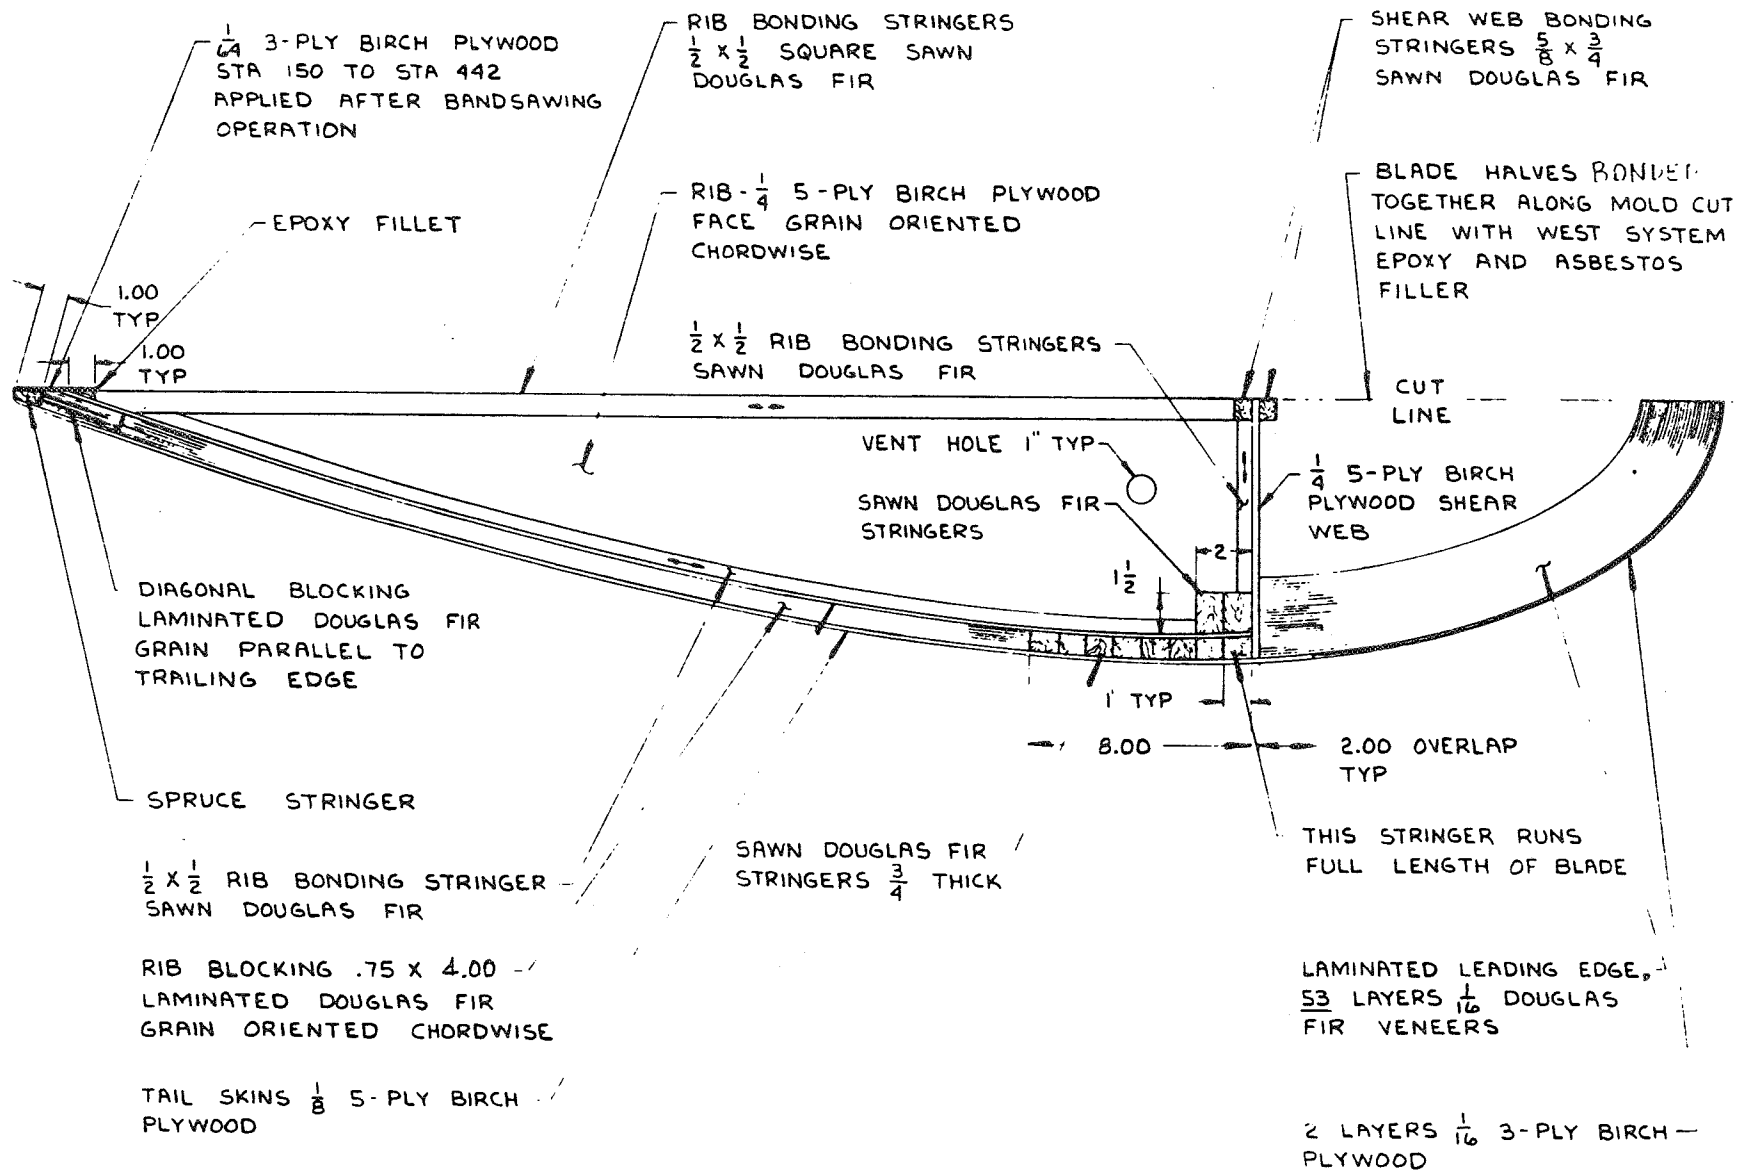 1/64 3-PLY BIRCH PLYWOOD
STA 150 TO STA 442
APPLIED AFTER BANDSAWING
OPERATION
RIB BONDING STRINGERS
1/2 X 1/2 SQUARE SAWN
DOUGLAS FIR
SHEAR WEB BONDING
STRINGERS 5/8 X 3/4
SAWN DOUGLAS FIR
EPOXY FILLET
RIB-1/4 5-PLY BIRCH PLYWOOD
FACE GRAIN ORIENTED
CHORDWISE
BLADE HALVES BONDED
TOGETHER ALONG MOLD CUT
LINE WITH WEST SYSTEM
EPOXY AND ASBESTOS
FILLER
1.00
TYP
1.00
TYP
1/2 X 1/2 RIB BONDING STRINGERS
SAWN DOUGLAS FIR
CUT
LINE
VENT HOLE 1" TYP
SAWN DOUGLAS FIR
STRINGERS
1/4 5-PLY BIRCH
PLYWOOD SHEAR
WEB
2
1 1/2
DIAGONAL BLOCKING
LAMINATED DOUGLAS FIR
GRAIN PARALLEL TO
TRAILING EDGE
1" TYP
8.00
2.00 OVERLAP
TYP
SPRUCE STRINGER
1/2 X 1/2 RIB BONDING STRINGER
SAWN DOUGLAS FIR
SAWN DOUGLAS FIR
STRINGERS 3/4 THICK
THIS STRINGER RUNS
FULL LENGTH OF BLADE
RIB BLOCKING .75 X 4.00
LAMINATED DOUGLAS FIR
GRAIN ORIENTED CHORDWISE
LAMINATED LEADING EDGE,
53 LAYERS 1/16 DOUGLAS
FIR VENEERS
TAIL SKINS 1/8 5-PLY BIRCH
PLYWOOD
2 LAYERS 1/16 3-PLY BIRCH
PLYWOOD